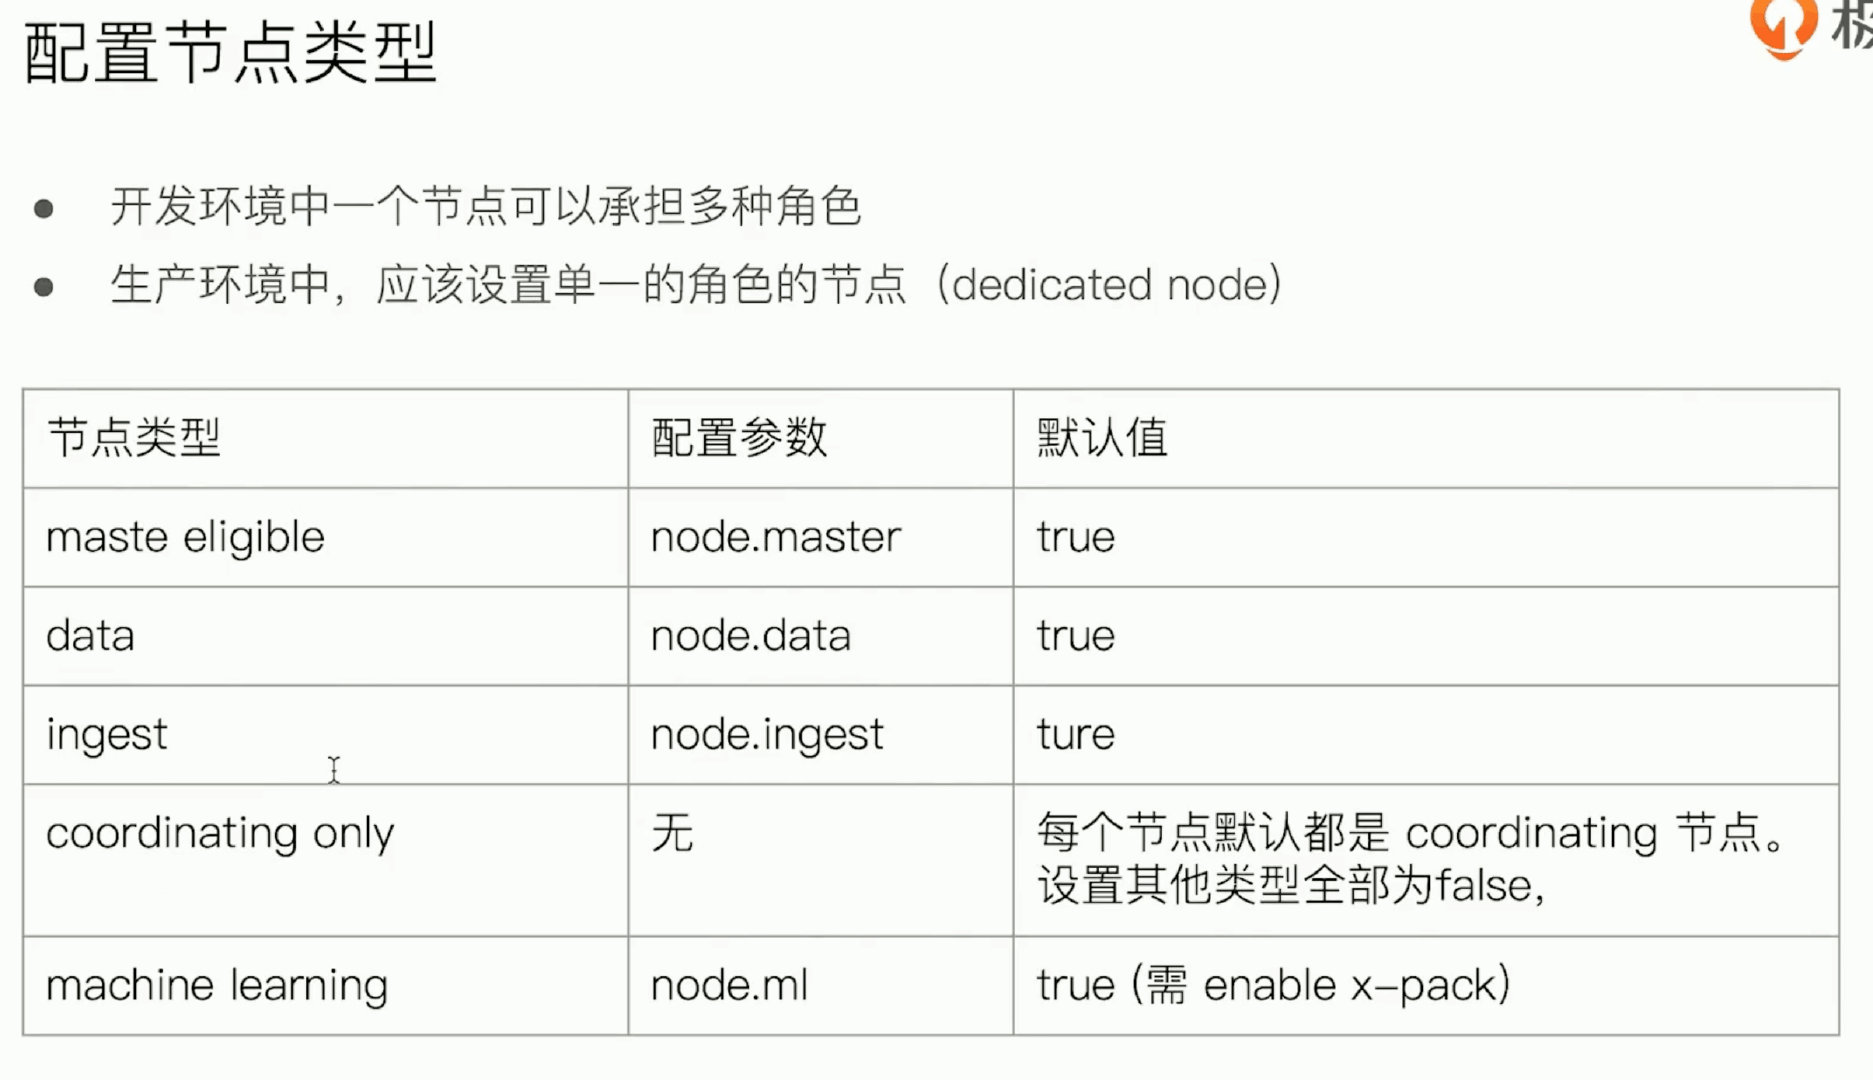 配置节点类型
极
开发环境中一个节点可以承担多种角色
生产环境中，应该设置单一的角色的节点（dedicated node）
节点类型 配置参数 默认值
maste eligible node.master true
data node.data true
ingest node.ingest ture
coordinating only 无 每个节点默认都是 coordinating 节点。
设置其他类型全部为false,
machine learning node.ml true (需 enable x-pack)